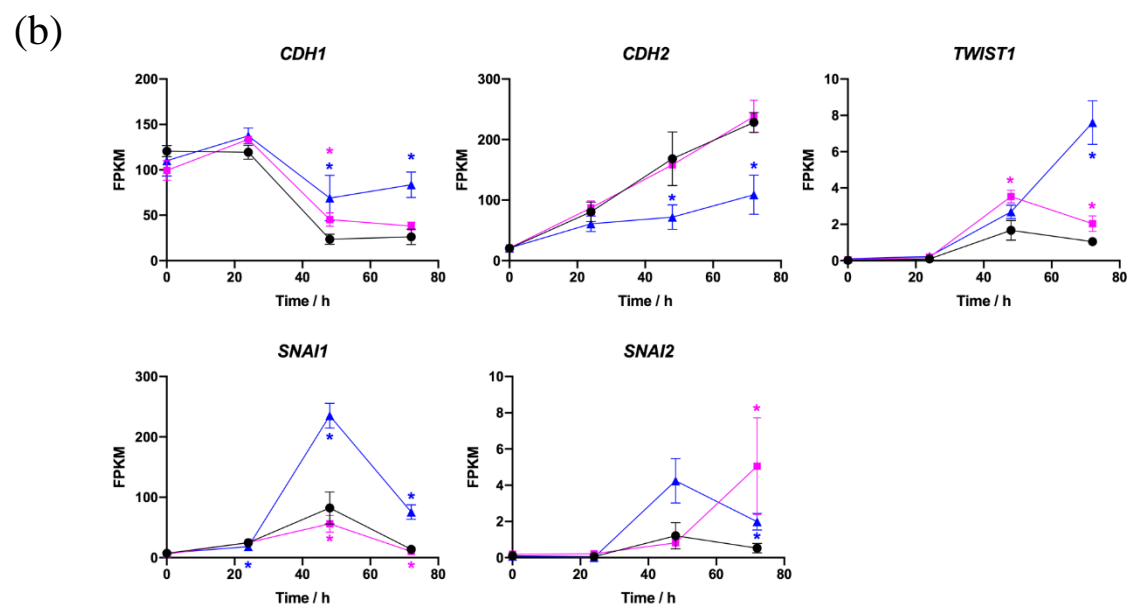 (b)
CDH1
CDH2
TWIST1
200
150
100
50
0
FPKM
0 20 40 60 80
Time / h
* * *
300
200
100
0
FPKM
0 20 40 60 80
Time / h
* *
10
8
6
4
2
0
FPKM
0 20 40 60 80
Time / h
* * *
SNAI1
SNAI2
300
200
100
0
FPKM
0 20 40 60 80
Time / h
* * * * *
10
8
6
4
2
0
FPKM
0 20 40 60 80
Time / h
* *